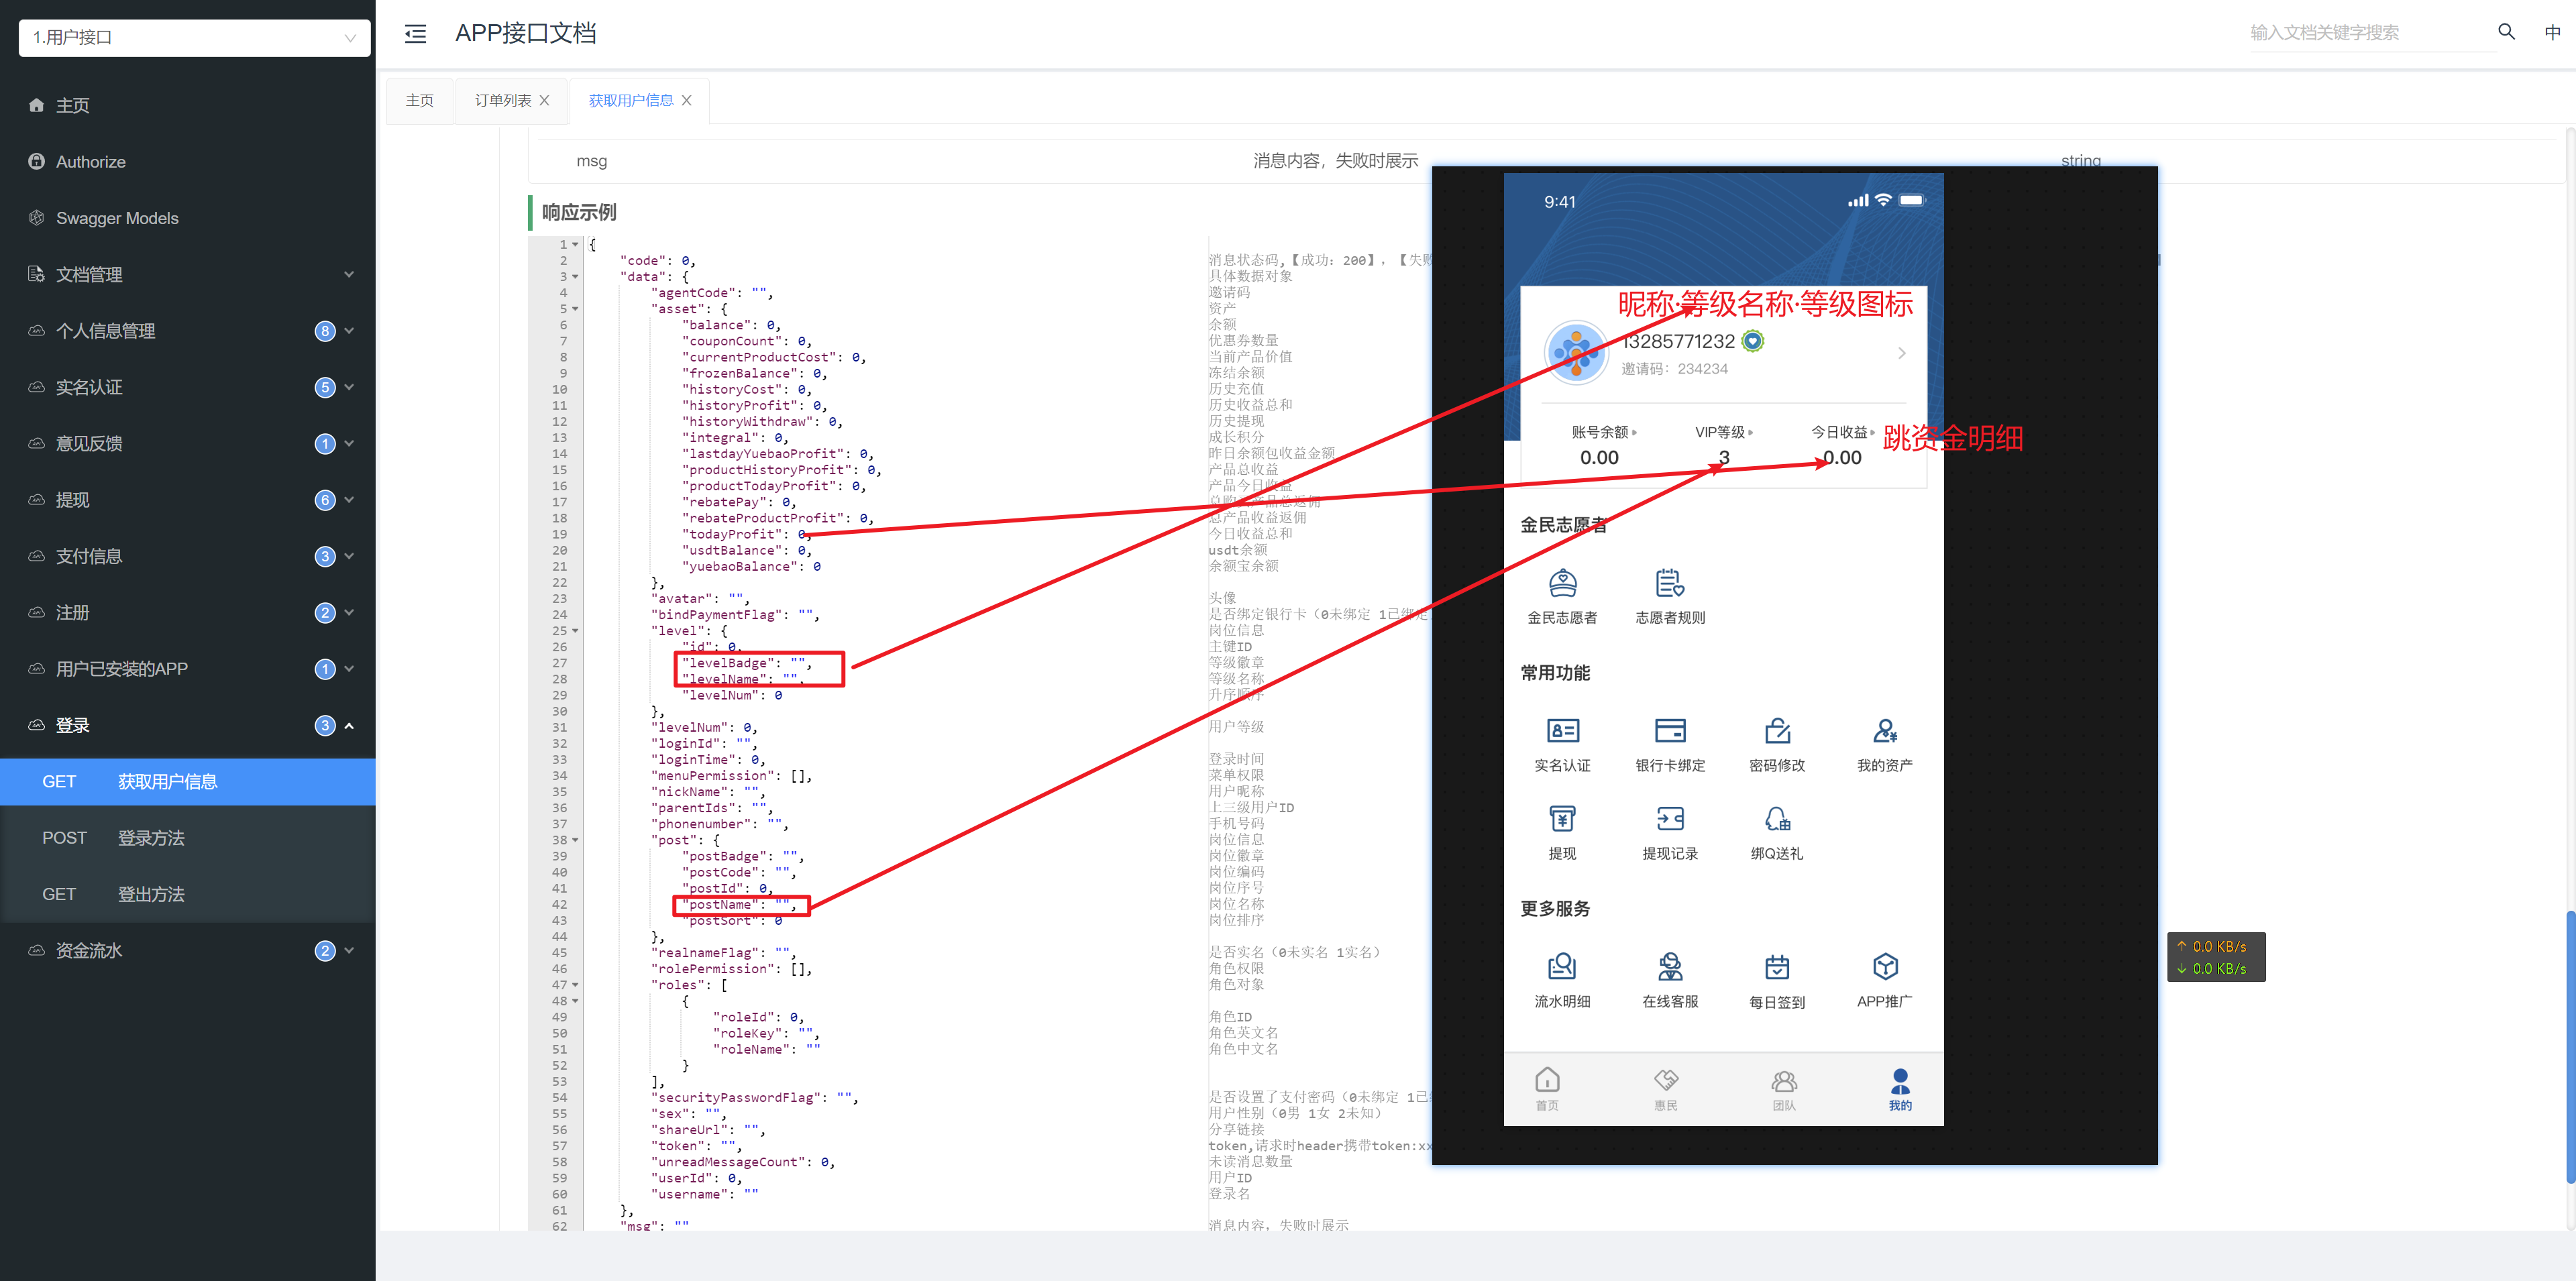 1.用户接口
主页
Authorize
Swagger Models
文档管理
个人信息管理 8
实名认证 5
意见反馈 1
提现 6
支付信息 3
注册 2
用户已安装的APP 1
登录 3
GET 获取用户信息
POST 登录方法
GET 登出方法
资金流水 2
APP接口文档
输入文档关键字搜索
中
主页
订单列表
获取用户信息
msg 消息内容，失败时展示 string
响应示例
1 {
2 "code": 0, 消息状态码,【成功：200】，【失败
3 "data": { 具体数据对象
4 "agentCode": "", 邀请码
5 "asset": { 资产
6 "balance": 0, 余额
7 "couponCount": 0, 优惠券数量
8 "currentProductCost": 0, 当前产品价值
9 "frozenBalance": 0, 冻结余额
10 "historyCost": 0, 历史充值
11 "historyProfit": 0, 历史收益总和
12 "historyWithdraw": 0, 历史提现
13 "integral": 0, 成长积分
14 "lastdayYuebaoProfit": 0, 昨日余额包收益金额
15 "productHistoryProfit": 0, 产品总收益
16 "productTodayProfit": 0, 产品今日收益
17 "rebatePay": 0,
18 "rebateProductProfit": 0, 总产品收益返佣
19 "todayProfit": 0, 今日收益总和
20 "usdtBalance": 0, usdt余额
21 "yuebaoBalance": 0 余额宝余额
22 },
23 "avatar": "", 头像
24 "bindPaymentFlag": "", 是否绑定银行卡（0未绑定 1已绑定
25 "level": { 岗位信息
26 "id": 0, 主键ID
27 "levelBadge": "", 等级徽章
28 "levelName": "", 等级名称
29 "levelNum": 0 升序顺序
30 },
31 "levelNum": 0, 用户等级
32 "loginId": "",
33 "loginTime": 0, 登录时间
34 "menuPermission": [], 菜单权限
35 "nickName": "", 用户昵称
36 "parentIds": "", 上三级用户ID
37 "phonenumber": "", 手机号码
38 "post": { 岗位信息
39 "postBadge": "", 岗位徽章
40 "postCode": "", 岗位编码
41 "postId": 0, 岗位序号
42 "postName": "", 岗位名称
43 "postSort": 0 岗位排序
44 },
45 "realnameFlag": "", 是否实名（0未实名 1实名）
46 "rolePermission": [], 角色权限
47 "roles": [ 角色对象
48 {
49 "roleId": 0, 角色ID
50 "roleKey": "", 角色英文名
51 "roleName": "" 角色中文名
52 }
53 ],
54 "securityPasswordFlag": "", 是否设置了支付密码（0未绑定 1已
55 "sex": "", 用户性别（0男 1女 2未知）
56 "shareUrl": "", 分享链接
57 "token": "", token,请求时header携带token:xx
58 "unreadMessageCount": 0, 未读消息数量
59 "userId": 0, 用户ID
60 "username": "" 登录名
61 },
62 "msg": "" 消息内容，失败时展示
9:41
昵称·等级名称·等级图标
13285771232
邀请码：234234
账号余额 VIP等级 今日收益
跳资金明细
0.00 3 0.00
金民志愿者
金民志愿者 志愿者规则
常用功能
实名认证 银行卡绑定 密码修改 我的资产
提现 提现记录 绑Q送礼
更多服务
流水明细 在线客服 每日签到 APP推广
首页 惠民 团队 我的
↑ 0.0 KB/s
↓ 0.0 KB/s